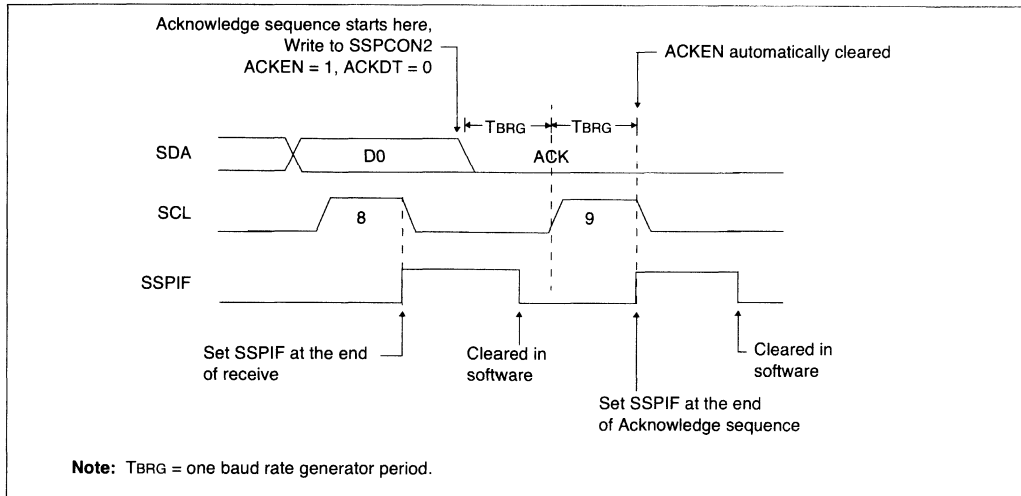 Acknowledge sequence starts here,
Write to SSPCON2
ACKEN = 1, ACKDT = 0
ACKEN automatically cleared
TBRG
TBRG
SDA
D0
ACK
SCL
8
9
SSPIF
Set SSPIF at the end
of receive
Cleared in
software
Cleared in
software
Set SSPIF at the end
of Acknowledge sequence
Note: TBRG = one baud rate generator period.